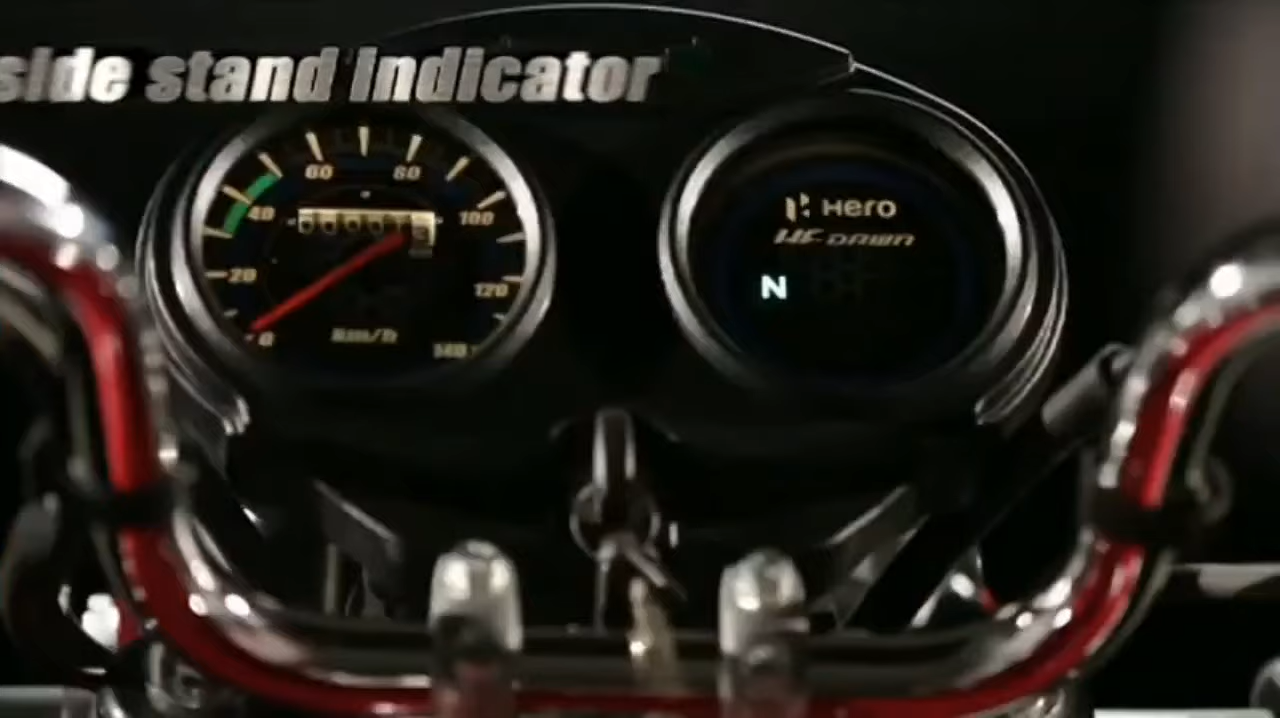 side stand indicator
60 80
40 100
20 120
0 Km/h 140
Hero
HF DAWN
N